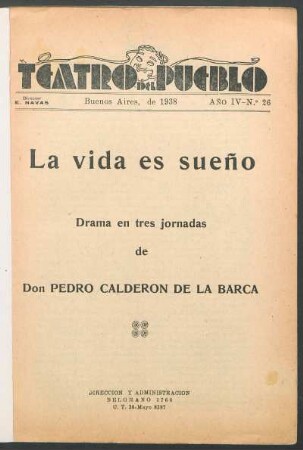 TEATRO DEL PUEBLO
Director
E. NAVAS
Buenos Aires, de 1938
AÑO IV-N.º 26
La vida es sueño
Drama en tres jornadas
de
Don PEDRO CALDERON DE LA BARCA
DIRECCION Y ADMINISTRACION
BELGRANO 1760
U. T. 38-Mayo